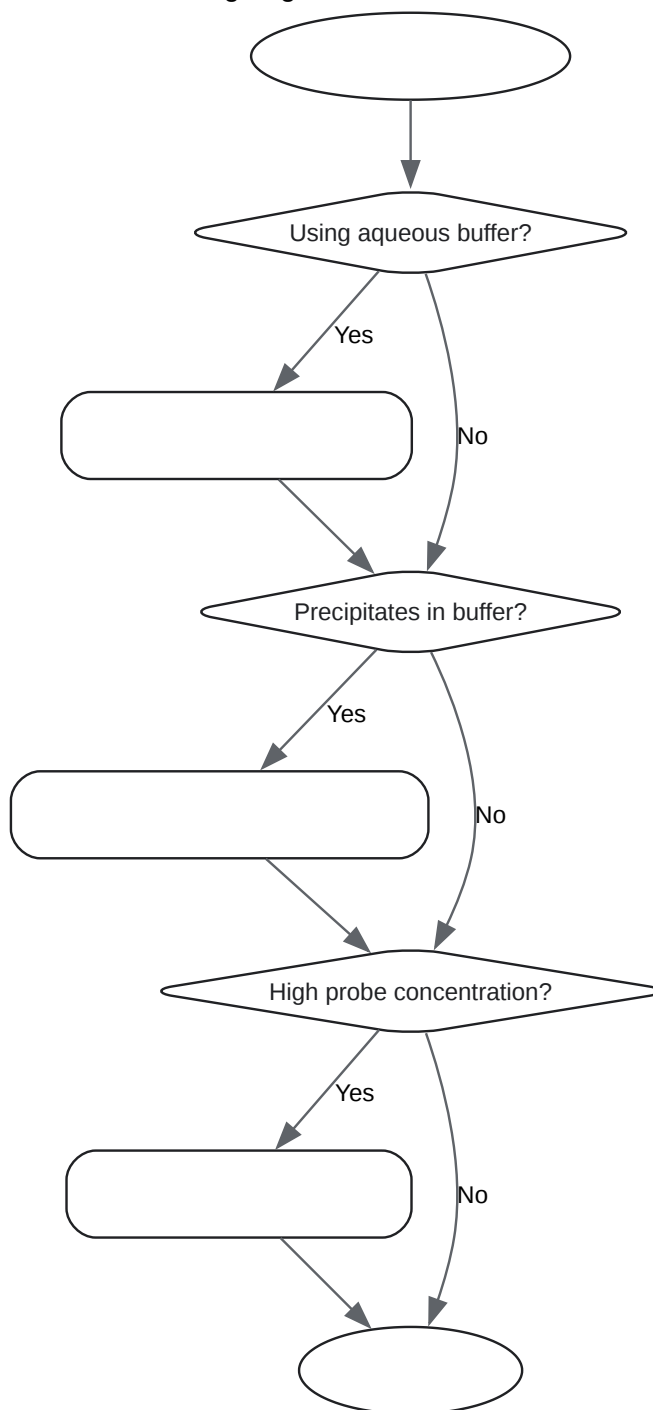 Using aqueous buffer?
Yes
No
Precipitates in buffer?
Yes
No
High probe concentration?
Yes
No